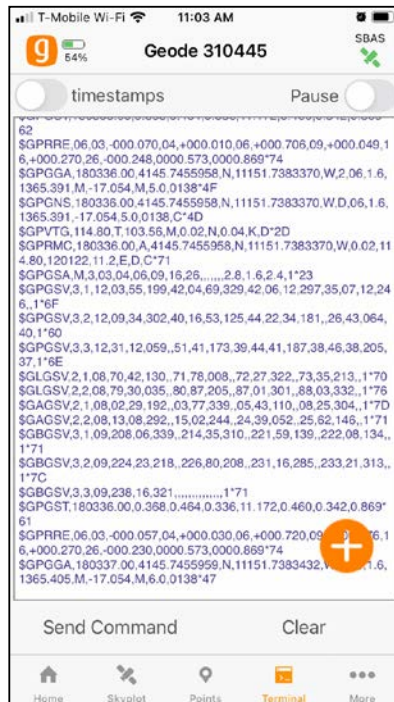 T-Mobile Wi-Fi 11:03 AM
g 54% Geode 310445 SBAS
timestamps Pause
62
$GPRRE,06,03,-000.070,04,+000.010,06,+000.706,09,+000.049,1
6,+000.270,26,-000.248,0000.573,0000.869*74
$GPGGA,180336.00,4145.7455958,N,11151.7383370,W,2,06,1.6,
1365.391,M,-17.054,M,5.0,0138*4F
$GPGNS,180336.00,4145.7455958,N,11151.7383370,W,D,06,1.6,
1365.391,-17.054,5.0,0138,C*4D
$GPVTG,114.80,T,103.56,M,0.02,N,0.04,K,D*2D
$GPRMC,180336.00,A,4145.7455958,N,11151.7383370,W,0.02,11
4.80,120122,11.2,E,D,C*71
$GPGSA,M,3,03,04,06,09,16,26,,,,,,,2.8,1.6,2.4,1*23
$GPGSV,3,1,12,03,55,199,42,04,69,329,42,06,12,297,35,07,12,24
6,,1*6F
$GPGSV,3,2,12,09,34,302,40,16,53,125,44,22,34,181,,26,43,064,
40,1*60
$GPGSV,3,3,12,31,12,059,,51,41,173,39,44,41,187,38,46,38,205,
37,1*6E
$GLGSV,2,1,08,70,42,130,,71,78,008,,72,27,322,,73,35,213,,1*70
$GLGSV,2,2,08,79,30,035,,80,87,205,,87,01,301,,88,03,332,,1*76
$GAGSV,2,1,08,02,29,192,,03,77,339,,05,43,110,,08,25,304,,1*7D
$GAGSV,2,2,08,13,08,292,,15,02,244,,24,39,052,,25,62,146,,1*71
$GBGSV,3,1,09,208,06,339,,214,35,310,,221,59,139,,222,08,134,,
1*71
$GBGSV,3,2,09,224,23,218,,226,80,208,,231,16,285,,233,21,313,,
1*7C
$GBGSV,3,3,09,238,16,321,,,,,,,,,,,,,,1*71
$GPGST,180336.00,0.368,0.464,0.336,11.172,0.460,0.342,0.869*
61
$GPRRE,06,03,-000.057,04,+000.030,06,+000.720,09
6,+000.270,26,-000.230,0000.573,0000.869*74
$GPGGA,180337.00,4145.7455959,N,11151.7383432,
1365.405,M,-17.054,M,6.0,0138*47
Send Command Clear
Home Skyplot Points Terminal More